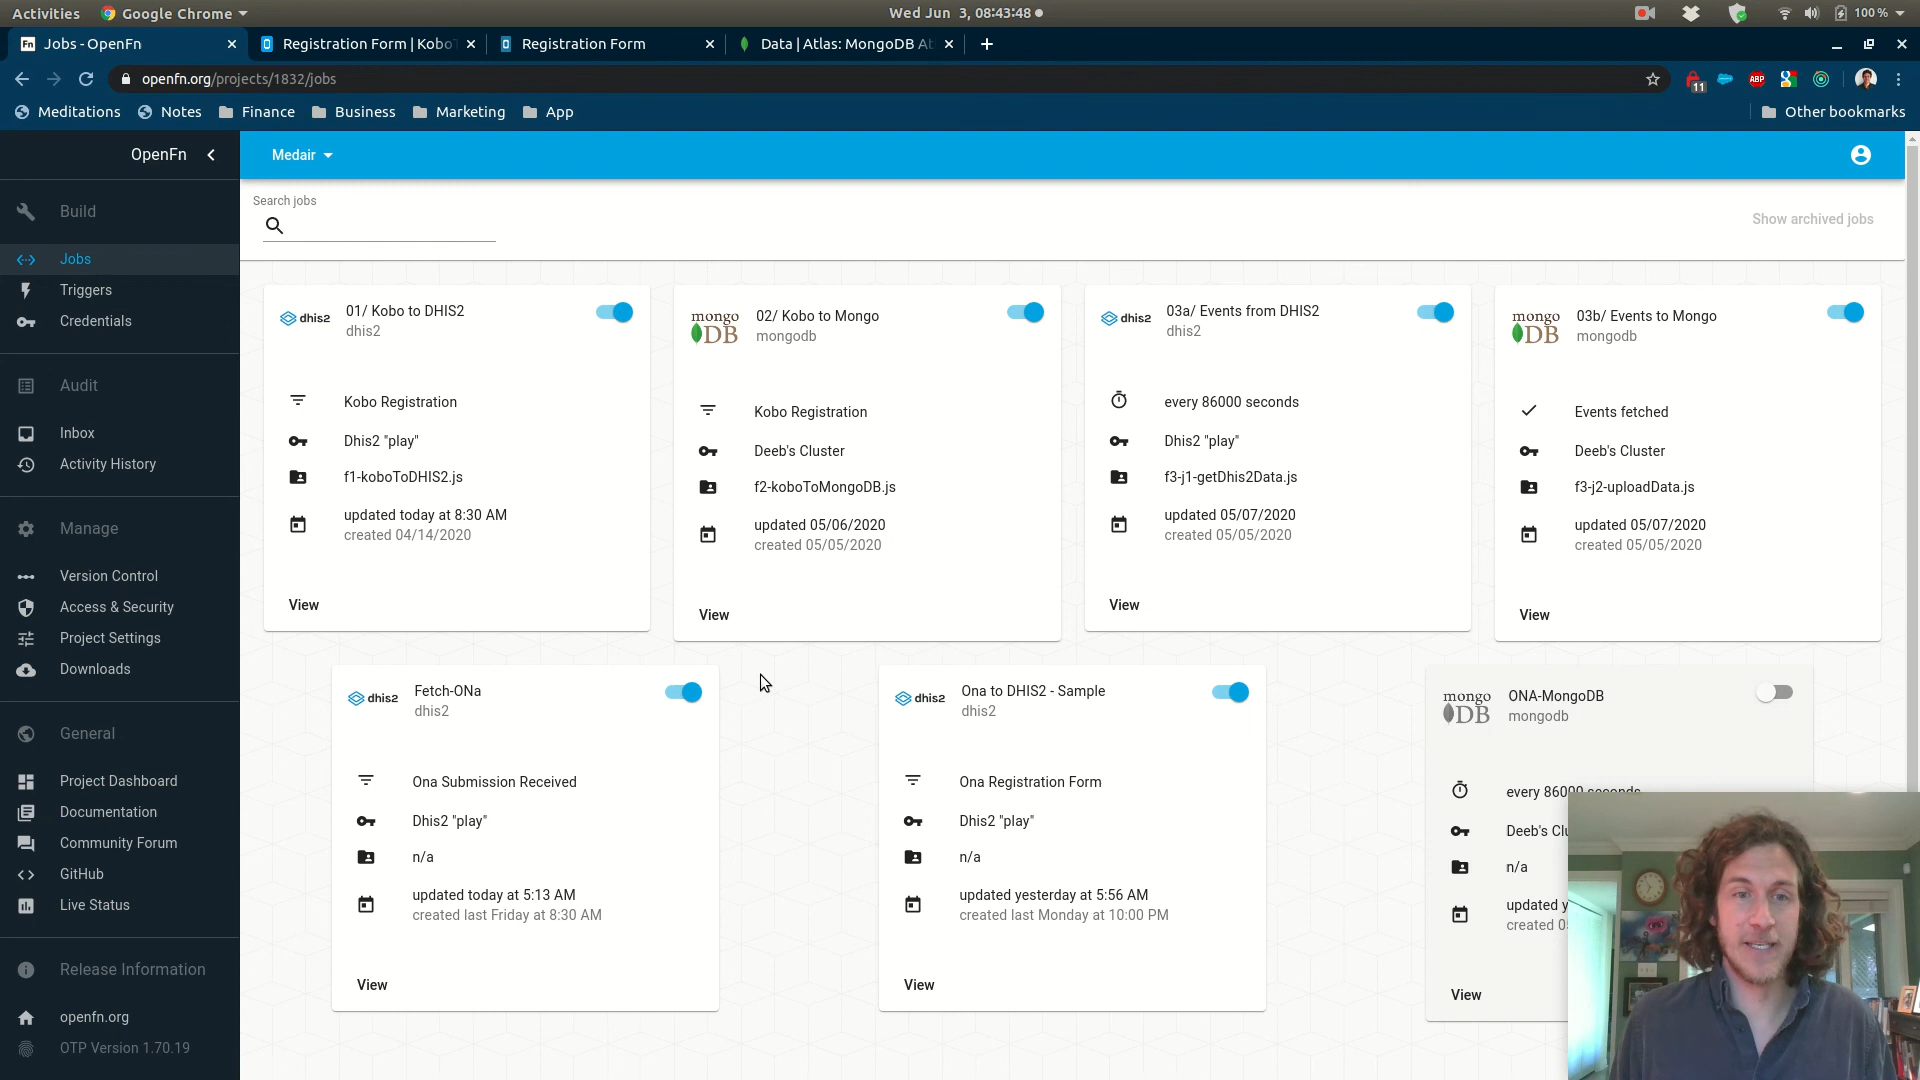 Activities
Google Chrome
Wed Jun 3, 08:43:48
100 %
Jobs - OpenFn
Registration Form | Kobo
Registration Form
Data | Atlas: MongoDB At
openfn.org/projects/1832/jobs
11
ABP
Meditations
Notes
Finance
Business
Marketing
App
Other bookmarks
OpenFn
Build
Jobs
Triggers
Credentials
Audit
Inbox
Activity History
Manage
Version Control
Access & Security
Project Settings
Downloads
General
Project Dashboard
Documentation
Community Forum
GitHub
Live Status
Release Information
openfn.org
OTP Version 1.70.19
Medair
Search jobs
Show archived jobs
dhis2
01/ Kobo to DHIS2
dhis2
Kobo Registration
Dhis2 "play"
f1-koboToDHIS2.js
updated today at 8:30 AM
created 04/14/2020
View
mongo
DB
02/ Kobo to Mongo
mongodb
Kobo Registration
Deeb's Cluster
f2-koboToMongoDB.js
updated 05/06/2020
created 05/05/2020
View
dhis2
03a/ Events from DHIS2
dhis2
every 86000 seconds
Dhis2 "play"
f3-j1-getDhis2Data.js
updated 05/07/2020
created 05/05/2020
View
mongo
DB
03b/ Events to Mongo
mongodb
Events fetched
Deeb's Cluster
f3-j2-uploadData.js
updated 05/07/2020
created 05/05/2020
View
dhis2
Fetch-ONa
dhis2
Ona Submission Received
Dhis2 "play"
n/a
updated today at 5:13 AM
created last Friday at 8:30 AM
View
dhis2
Ona to DHIS2 - Sample
dhis2
Ona Registration Form
Dhis2 "play"
n/a
updated yesterday at 5:56 AM
created last Monday at 10:00 PM
View
mongo
DB
ONA-MongoDB
mongodb
every 86000 seconds
Deeb's Clu
n/a
updated y
created 05
View